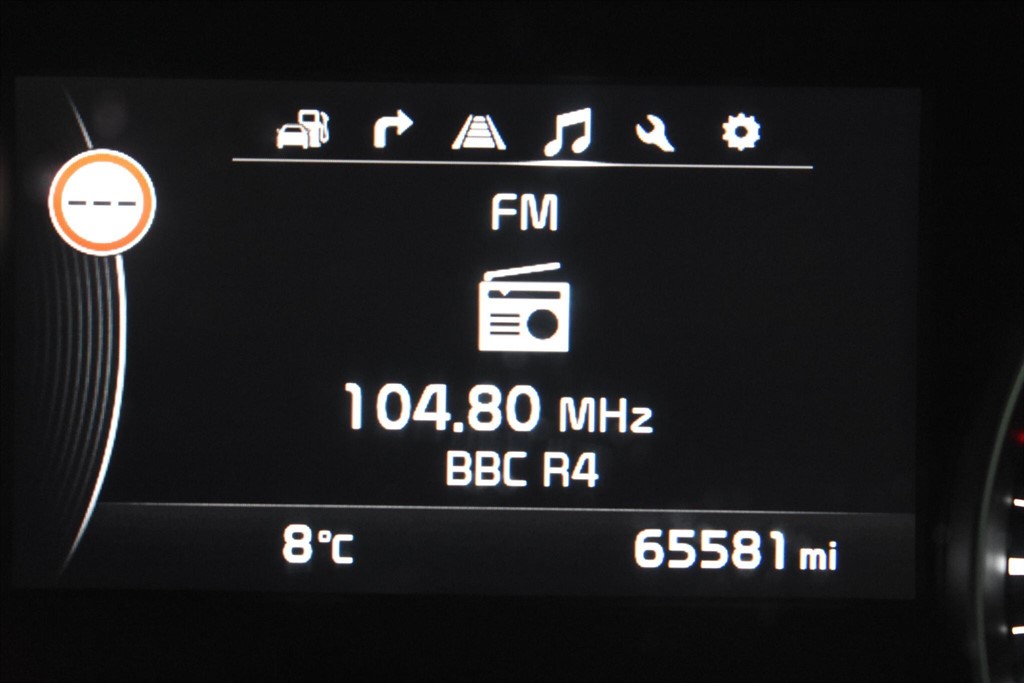 ---
FM
104.80 MHz
BBC R4
8°C
65581 mi